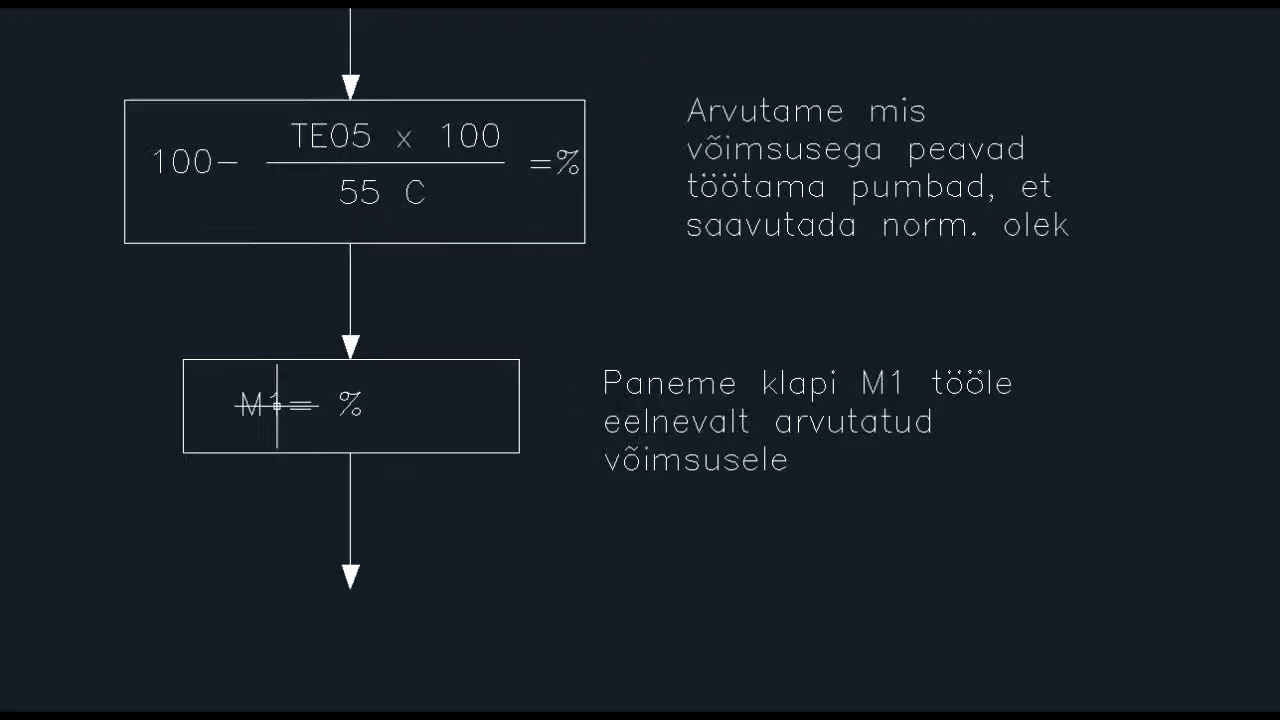 TE05 x 100
100- =%
55 C
Arvutame mis
võimsusega peavad
töötama pumbad, et
saavutada norm. olek
M1= %
Paneme klapi M1 tööle
eelnevalt arvutatud
võimsusele